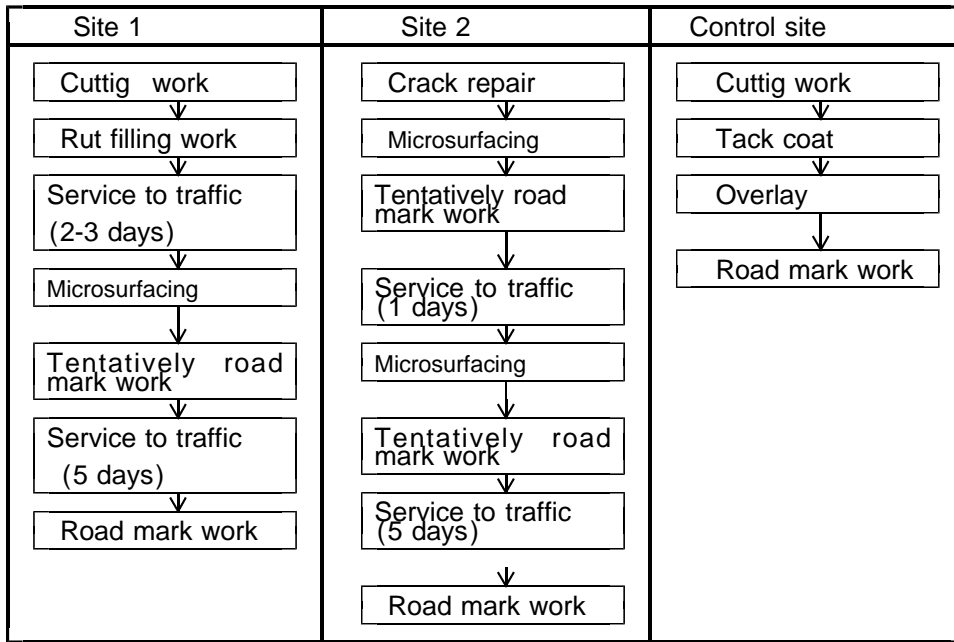 Site 1
Cuttig work
Rut filling work
Service to traffic
(2-3 days)
Microsurfacing
Tentatively road
mark work
Service to traffic
(5 days)
Road mark work
Site 2
Crack repair
Microsurfacing
Tentatively road
mark work
Service to traffic
(1 days)
Microsurfacing
Tentatively road
mark work
Service to traffic
(5 days)
Road mark work
Control site
Cuttig work
Tack coat
Overlay
Road mark work